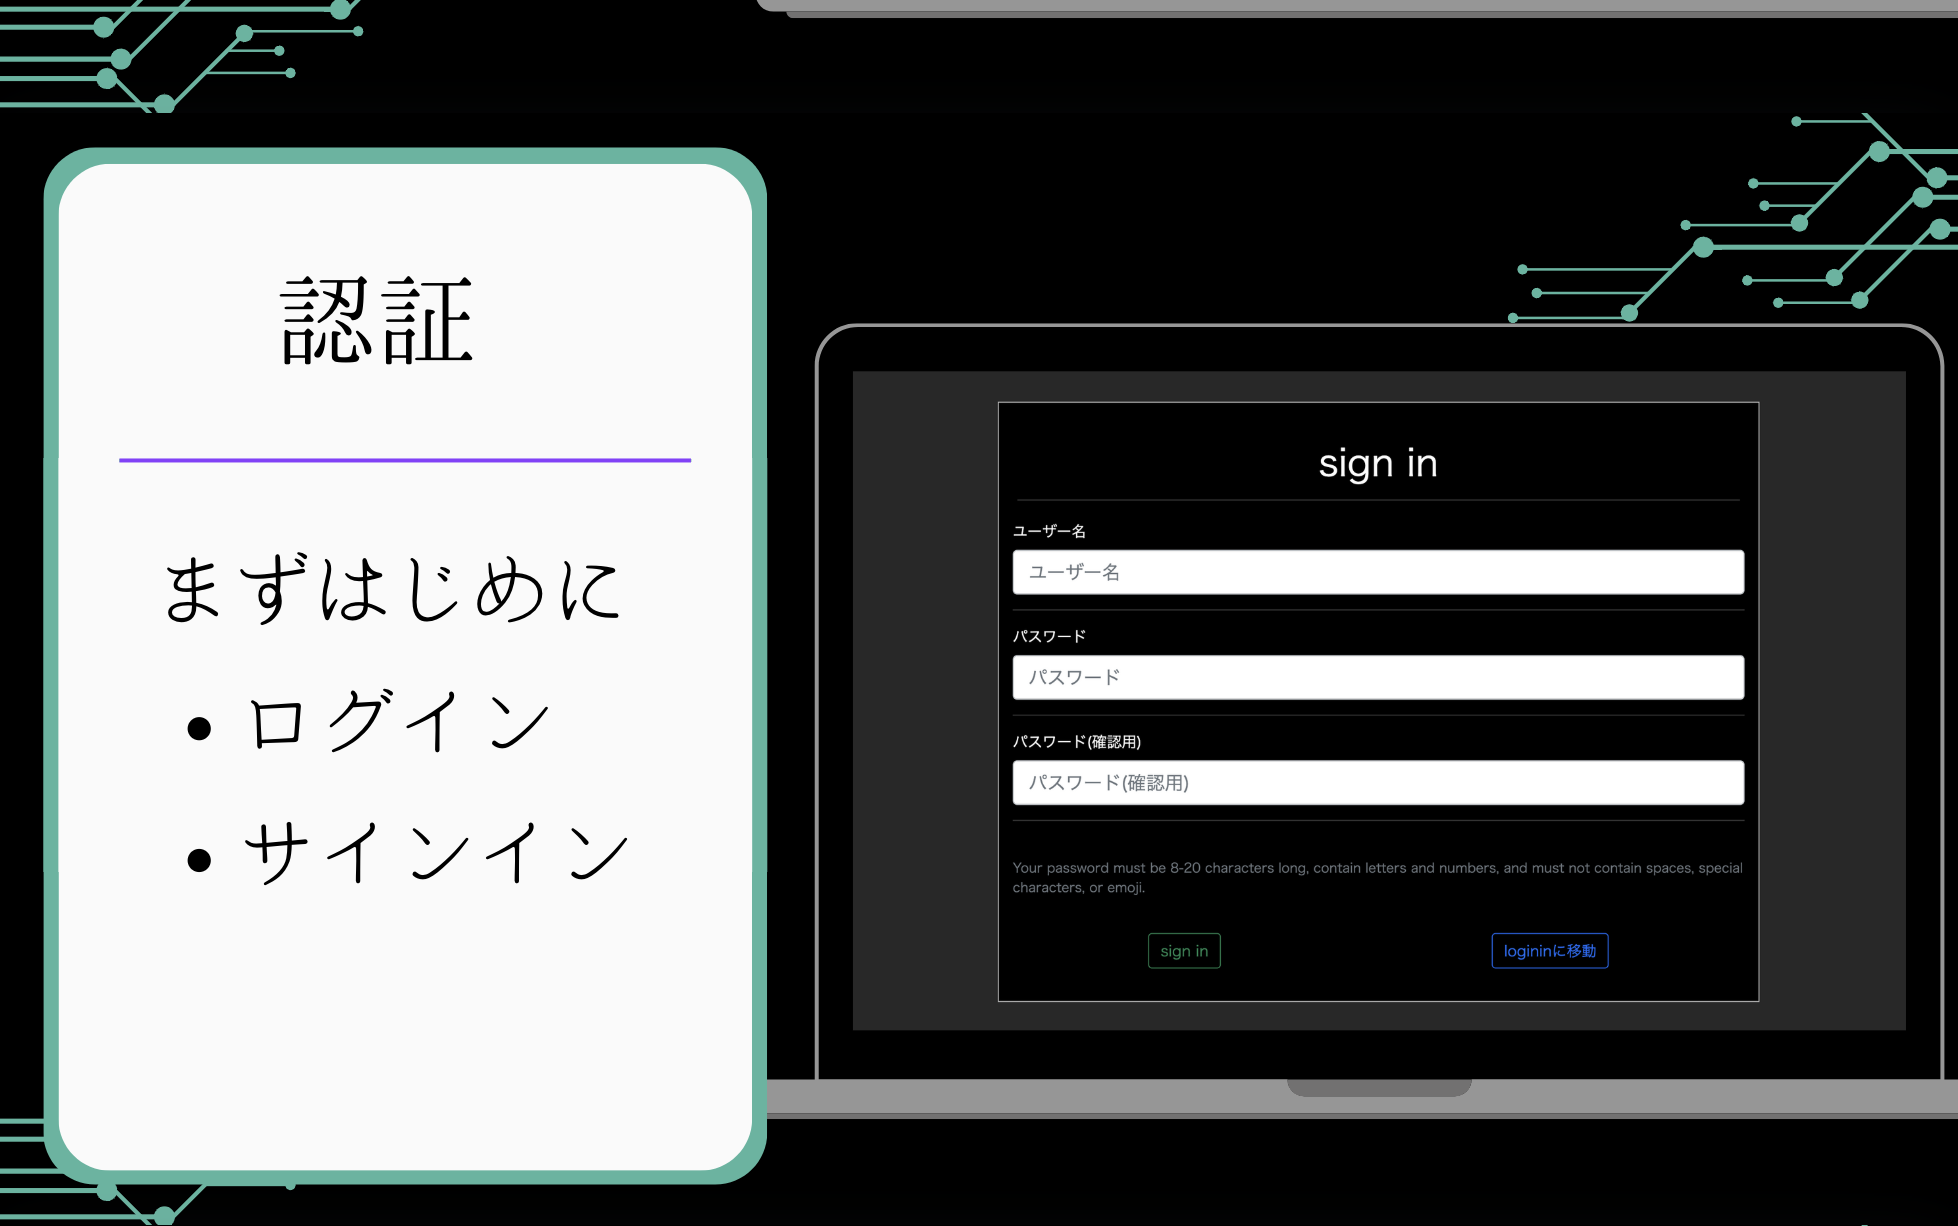 認証
まずはじめに
• ログイン
• サインイン
sign in
ユーザー名
ユーザー名
パスワード
パスワード
パスワード(確認用)
パスワード(確認用)
Your password must be 8-20 characters long, contain letters and numbers, and must not contain spaces, special
characters, or emoji.
sign in
logininに移動